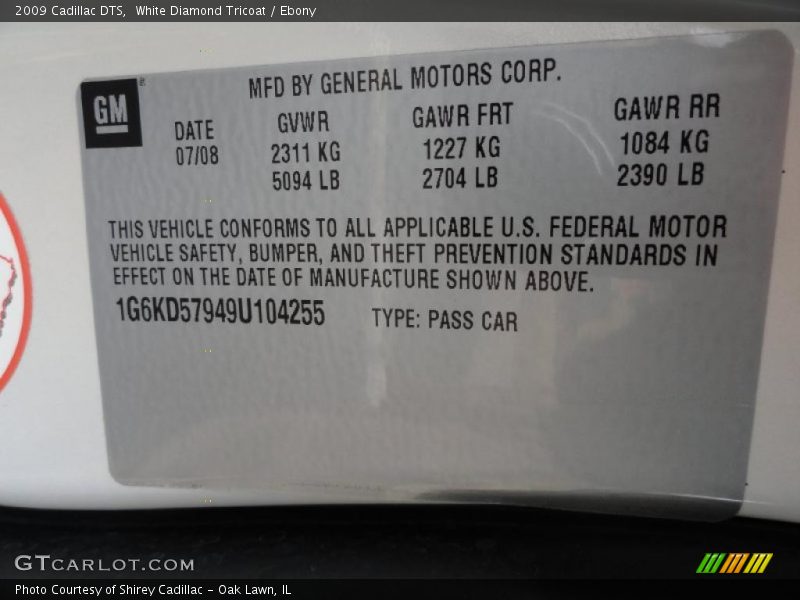 2009 Cadillac DTS,  White Diamond Tricoat / Ebony
GM
MFD BY GENERAL MOTORS CORP.
DATE GVWR GAWR FRT GAWR RR
07/08 2311 KG 1227 KG 1084 KG
5094 LB 2704 LB 2390 LB
THIS VEHICLE CONFORMS TO ALL APPLICABLE U.S. FEDERAL MOTOR
VEHICLE SAFETY, BUMPER, AND THEFT PREVENTION STANDARDS IN
EFFECT ON THE DATE OF MANUFACTURE SHOWN ABOVE.
1G6KD57949U104255 TYPE: PASS CAR
GTCARLOT.COM
Photo Courtesy of Shirey Cadillac - Oak Lawn, IL